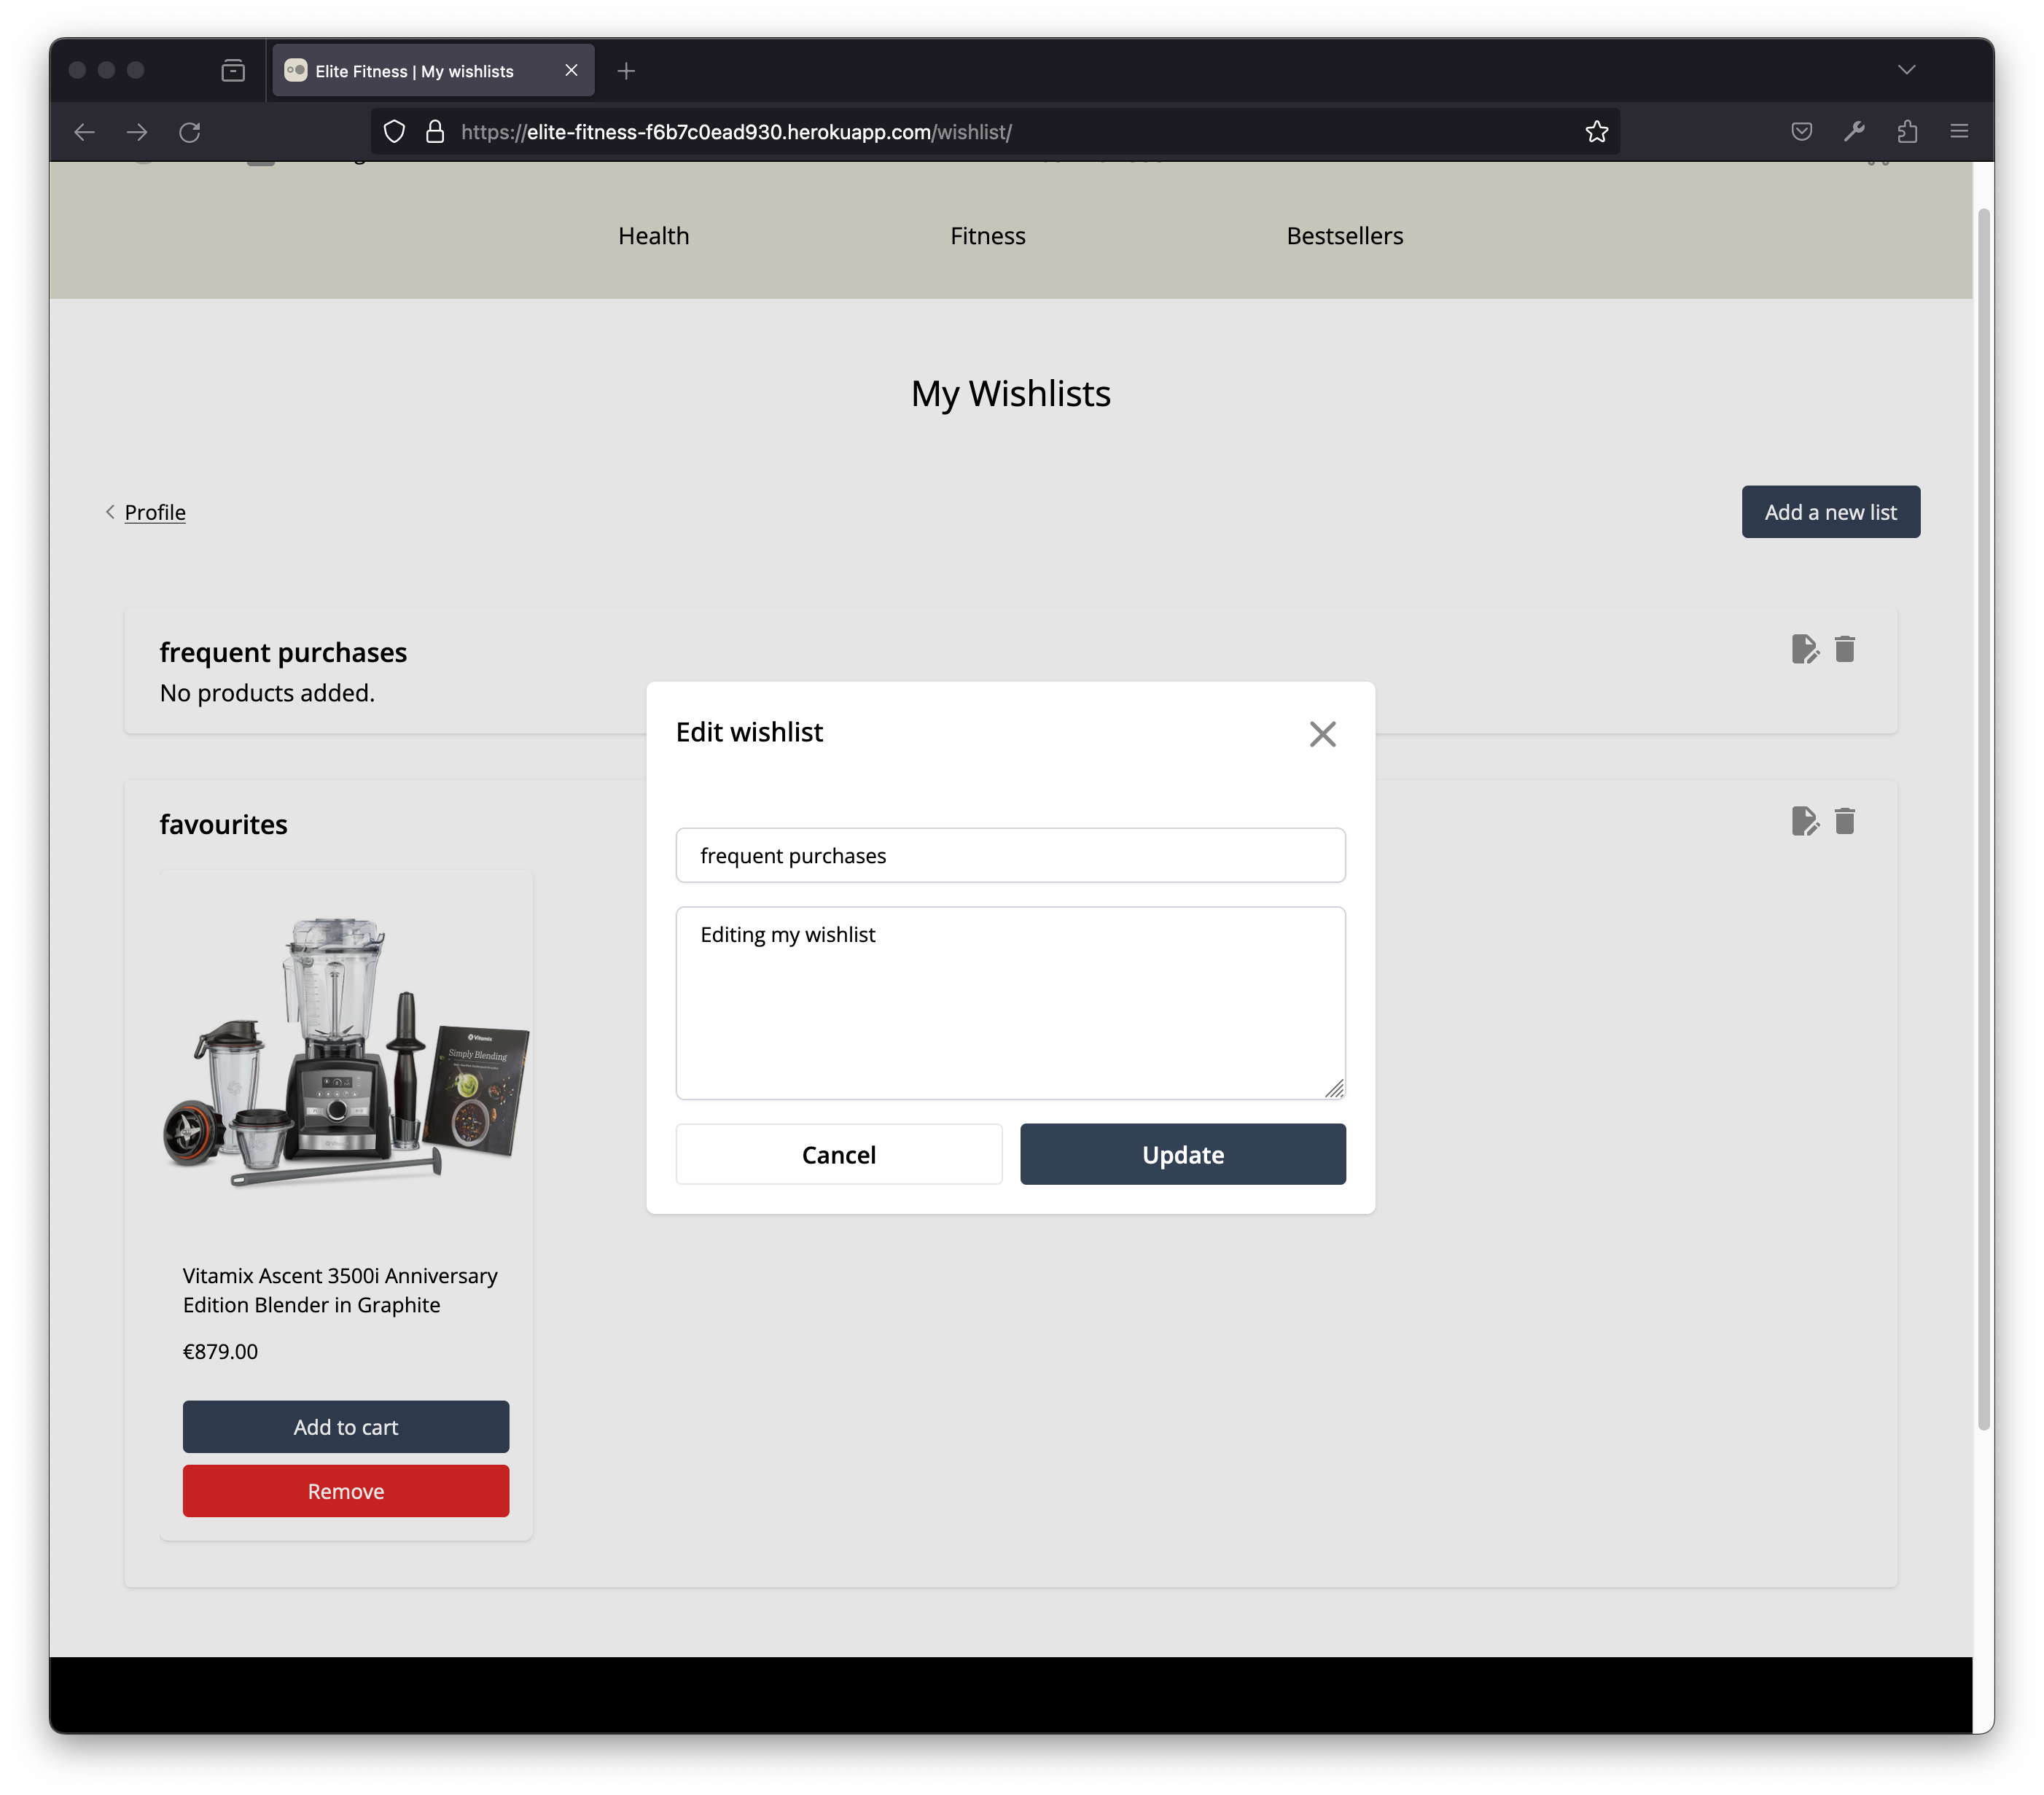 Elite Fitness | My wishlists
https://elite-fitness-f6b7c0ead930.herokuapp.com/wishlist/
Health Fitness Bestsellers
My Wishlists
Profile
Add a new list
frequent purchases
No products added.
Edit wishlist
frequent purchases
Editing my wishlist
Cancel Update
favourites
Vitamix
Simply Blending
Vitamix Ascent 3500i Anniversary
Edition Blender in Graphite
€879.00
Add to cart
Remove